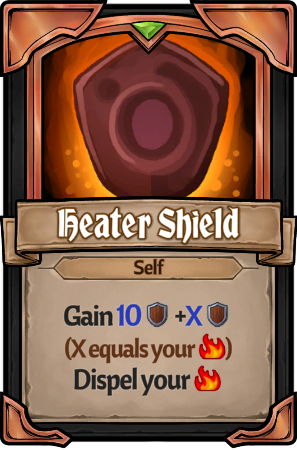 Heater Shield
Self
Gain 10 +X
(X equals your )
Dispel your